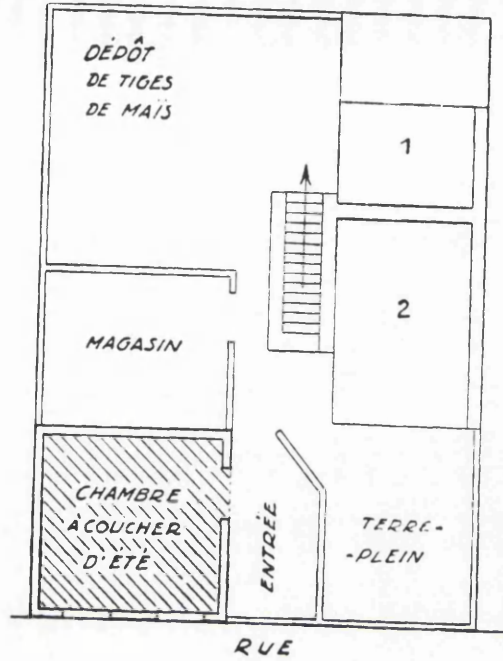 DÉPÔT
DE TIGES
DE MAÏS
1
2
MAGASIN
CHAMBRE
À COUCHER
D'ÉTÉ
ENTRÉE
TERRE-
-PLEIN
RUE